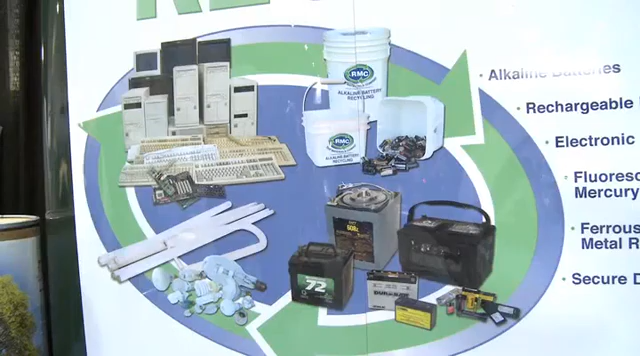 RMC
ALKALINE BATTERY
RECYCLING
RMC
ALKALINE BATTERY
RECYCLING
72
· Alkaline Batteries
· Rechargeable
· Electronic
· Fluoresc
Mercury
· Ferrous
Metal R
· Secure D